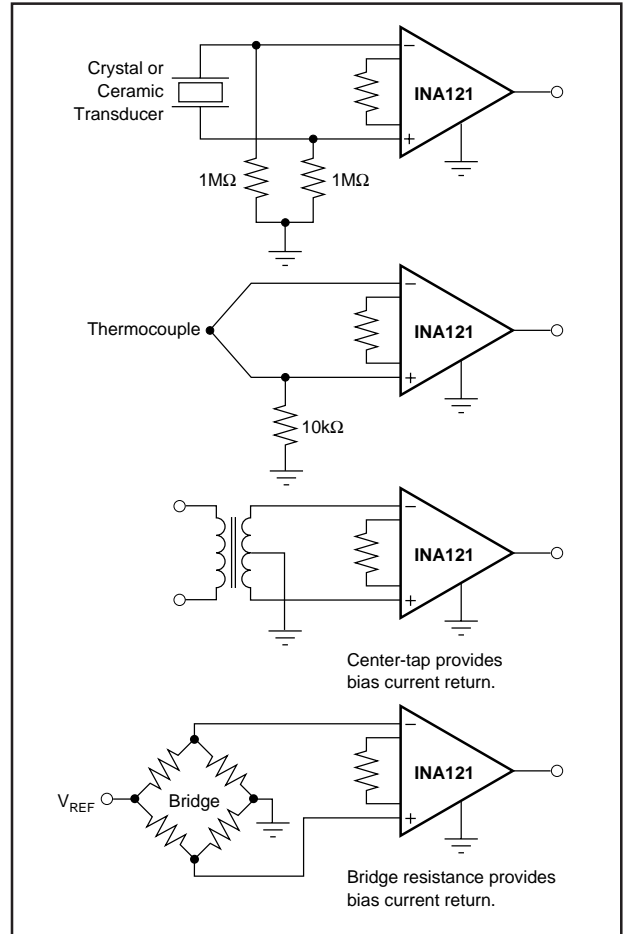 Crystal or
Ceramic
Transducer
−
INA121
+
1MΩ
1MΩ
−
Thermocouple
INA121
+
10kΩ
−
INA121
+
Center-tap provides
bias current return.
−
INA121
VREF
Bridge
+
Bridge resistance provides
bias current return.